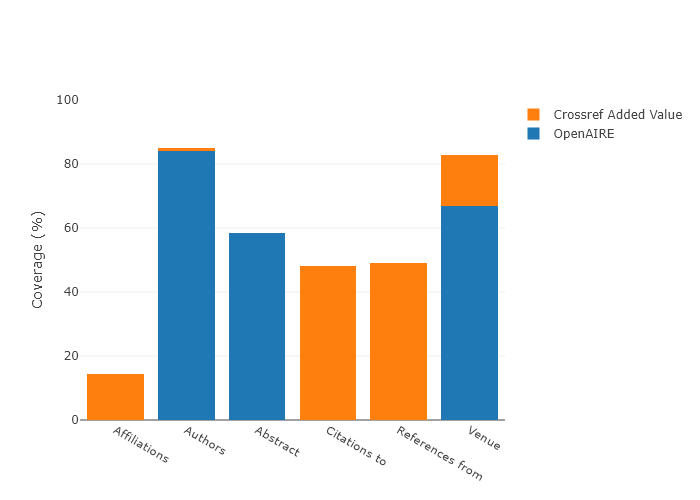 100
80
60
40
20
0
Coverage (%)
Affiliations
Authors
Abstract
Citations to
References from
Venue
Crossref Added Value
OpenAIRE